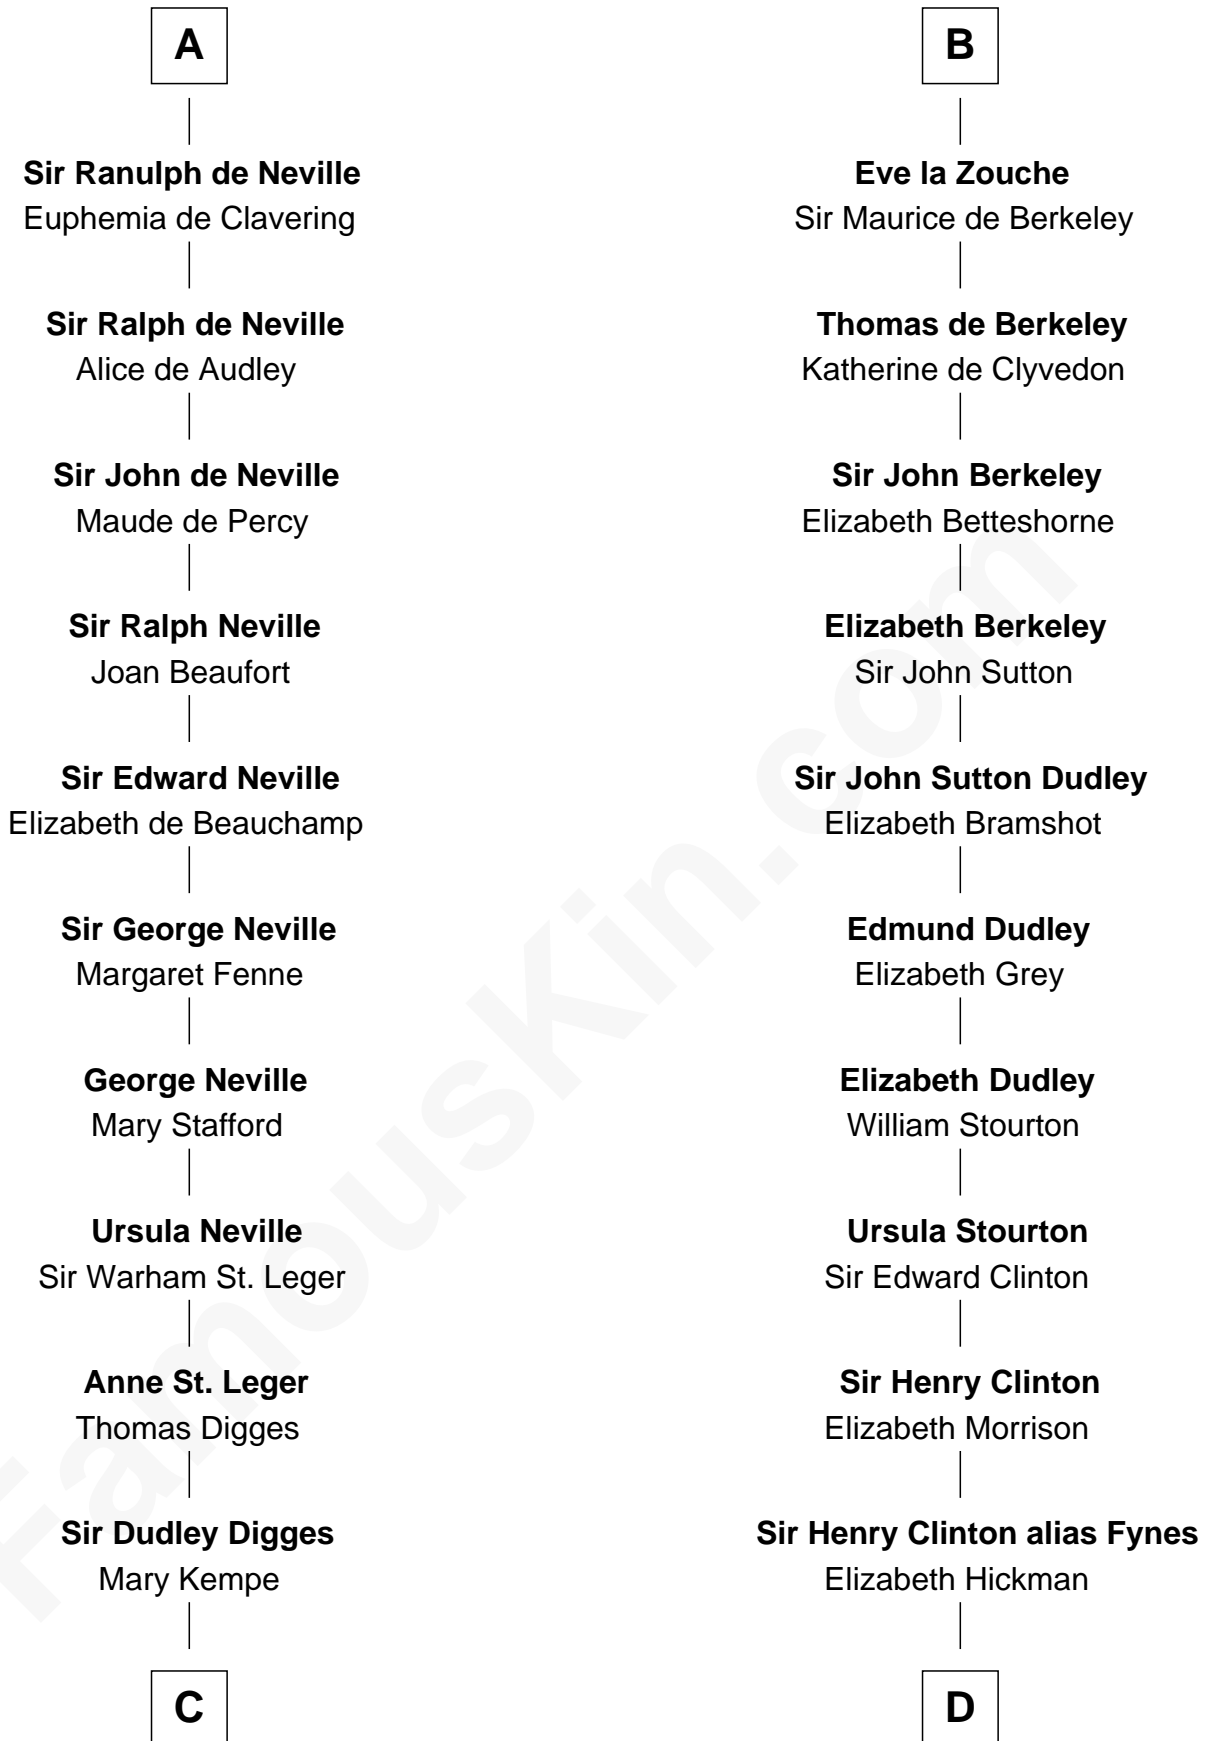 A
Sir Ranulph de Neville
Euphemia de Clavering
Sir Ralph de Neville
Alice de Audley
Sir John de Neville
Maude de Percy
Sir Ralph Neville
Joan Beaufort
Sir Edward Neville
Elizabeth de Beauchamp
Sir George Neville
Margaret Fenne
George Neville
Mary Stafford
Ursula Neville
Sir Warham St. Leger
Anne St. Leger
Thomas Digges
Sir Dudley Digges
Mary Kempe
C
B
Eve la Zouche
Sir Maurice de Berkeley
Thomas de Berkeley
Katherine de Clyvedon
Sir John Berkeley
Elizabeth Betteshorne
Elizabeth Berkeley
Sir John Sutton
Sir John Sutton Dudley
Elizabeth Bramshot
Edmund Dudley
Elizabeth Grey
Elizabeth Dudley
William Stourton
Ursula Stourton
Sir Edward Clinton
Sir Henry Clinton
Elizabeth Morrison
Sir Henry Clinton alias Fynes
Elizabeth Hickman
D
FamousKin.com